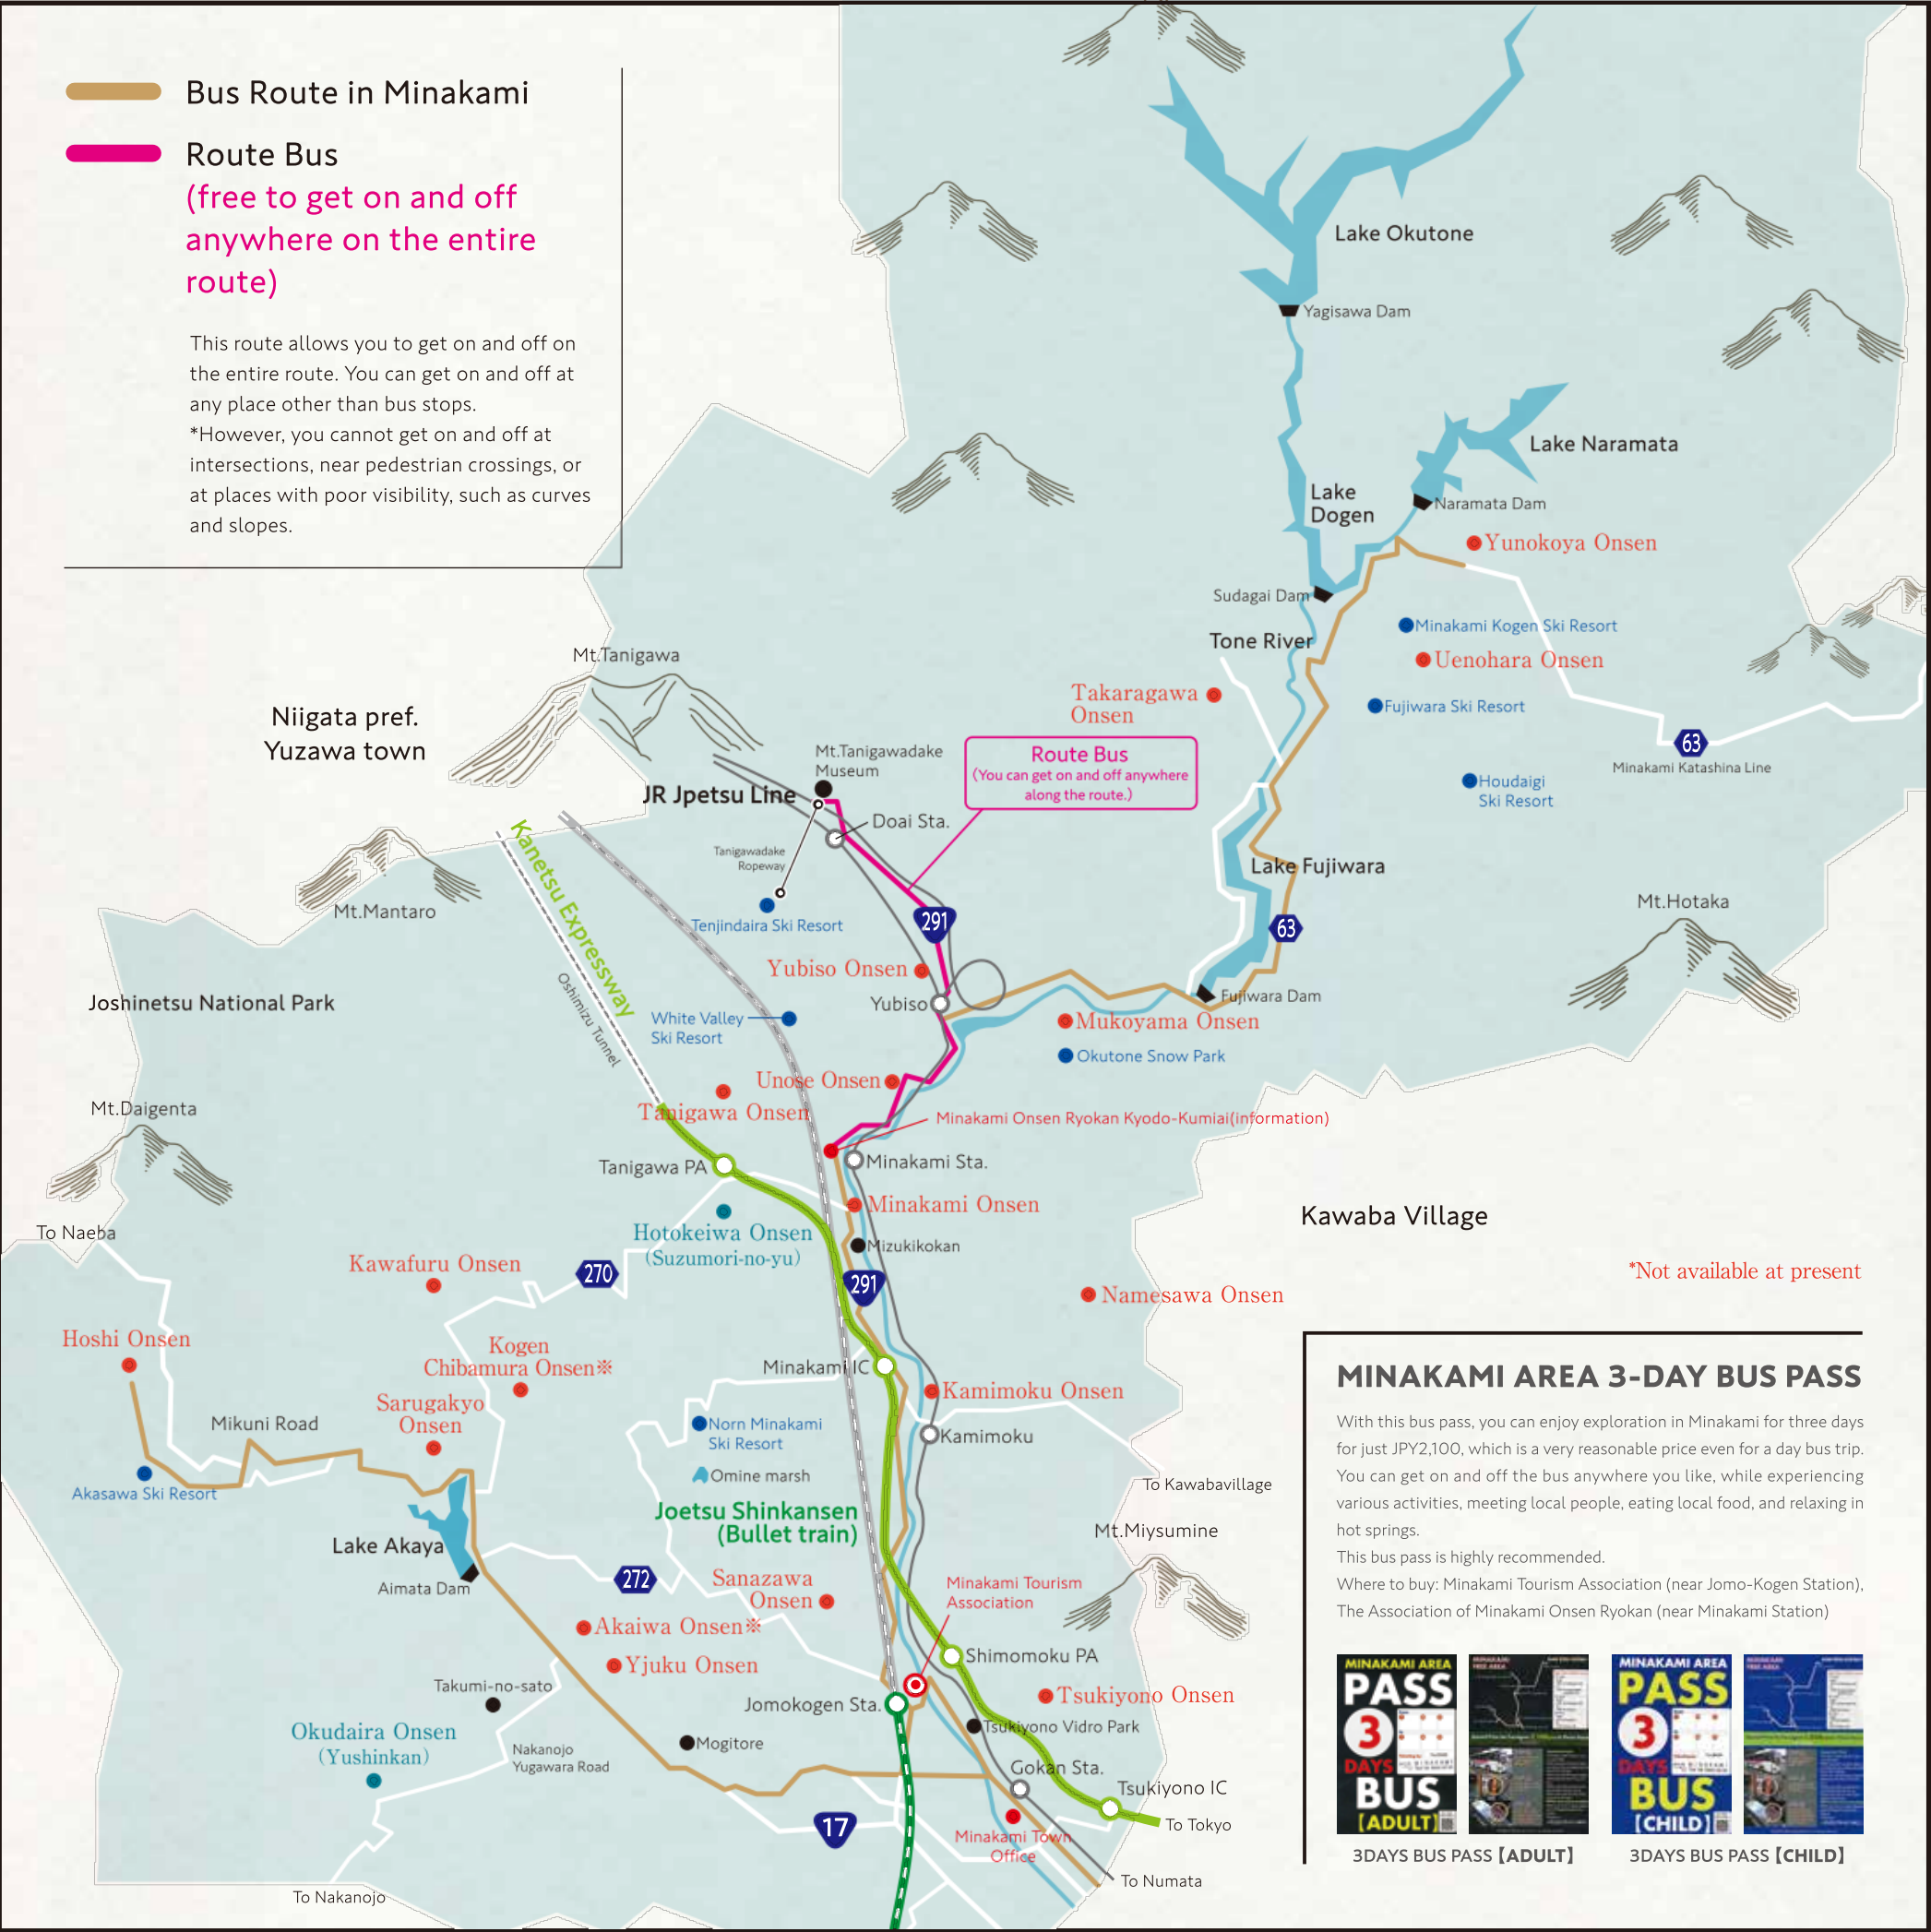 Bus Route in Minakami
Route Bus
(free to get on and off
anywhere on the entire
route)
This route allows you to get on and off on
the entire route. You can get on and off at
any place other than bus stops.
*However, you cannot get on and off at
intersections, near pedestrian crossings, or
at places with poor visibility, such as curves
and slopes.
Lake Okutone
Yagisawa Dam
Lake Naramata
Lake
Dogen
Naramata Dam
Yunokoya Onsen
Sudagai Dam
Minakami Kogen Ski Resort
Tone River
Uenohara Onsen
Mt.Tanigawa
Takaragawa
Onsen
Fujiwara Ski Resort
Niigata pref.
Yuzawa town
63
Minakami Katashina Line
Mt.Tanigawadake
Museum
Route Bus
(You can get on and off anywhere
along the route.)
JR Jpetsu Line
Houdaigi
Ski Resort
Doai Sta.
Kanetsu Expressway
Tanigawadake
Ropeway
Lake Fujiwara
Mt.Mantaro
Tenjindaira Ski Resort
291
63
Mt.Hotaka
Yubiso Onsen
Oshimizu Tunnel
Joshinetsu National Park
Yubiso
Fujiwara Dam
White Valley
Ski Resort
Mukoyama Onsen
Okutone Snow Park
Unose Onsen
Tanigawa Onsen
Mt.Daigenta
Minakami Onsen Ryokan Kyodo-Kumiai(information)
Tanigawa PA
Minakami Sta.
Minakami Onsen
Kawaba Village
To Naeba
Hotokeiwa Onsen
(Suzumori-no-yu)
Mizukikokan
Kawafuru Onsen
270
291
*Not available at present
Namesawa Onsen
Hoshi Onsen
Kogen
Chibamura Onsen※
Minakami IC
Kamimoku Onsen
Sarugakyo
Onsen
Mikuni Road
Norn Minakami
Ski Resort
Kamimoku
Omine marsh
Akasawa Ski Resort
To Kawabavillage
Joetsu Shinkansen
(Bullet train)
Mt.Miysumine
Lake Akaya
Aimata Dam
272
Sanazawa
Onsen
Minakami Tourism
Association
Akaiwa Onsen※
Yjuku Onsen
Shimomoku PA
Takumi-no-sato
Jomokogen Sta.
Tsukiyono Onsen
Okudaira Onsen
(Yushinkan)
Tsukiyono Vidro Park
Mogitore
Nakanojo
Yugawara Road
Gokan Sta.
Tsukiyono IC
17
To Tokyo
Minakami Town
Office
To Numata
To Nakanojo
MINAKAMI AREA 3-DAY BUS PASS
With this bus pass, you can enjoy exploration in Minakami for three days
for just JPY2,100, which is a very reasonable price even for a day bus trip.
You can get on and off the bus anywhere you like, while experiencing
various activities, meeting local people, eating local food, and relaxing in
hot springs.
This bus pass is highly recommended.
Where to buy: Minakami Tourism Association (near Jomo-Kogen Station),
The Association of Minakami Onsen Ryokan (near Minakami Station)
MINAKAMI AREA
PASS
3
DAYS
BUS
【ADULT】
MINAKAMI AREA
PASS
3
DAYS
BUS
【CHILD】
3DAYS BUS PASS【ADULT】
3DAYS BUS PASS【CHILD】